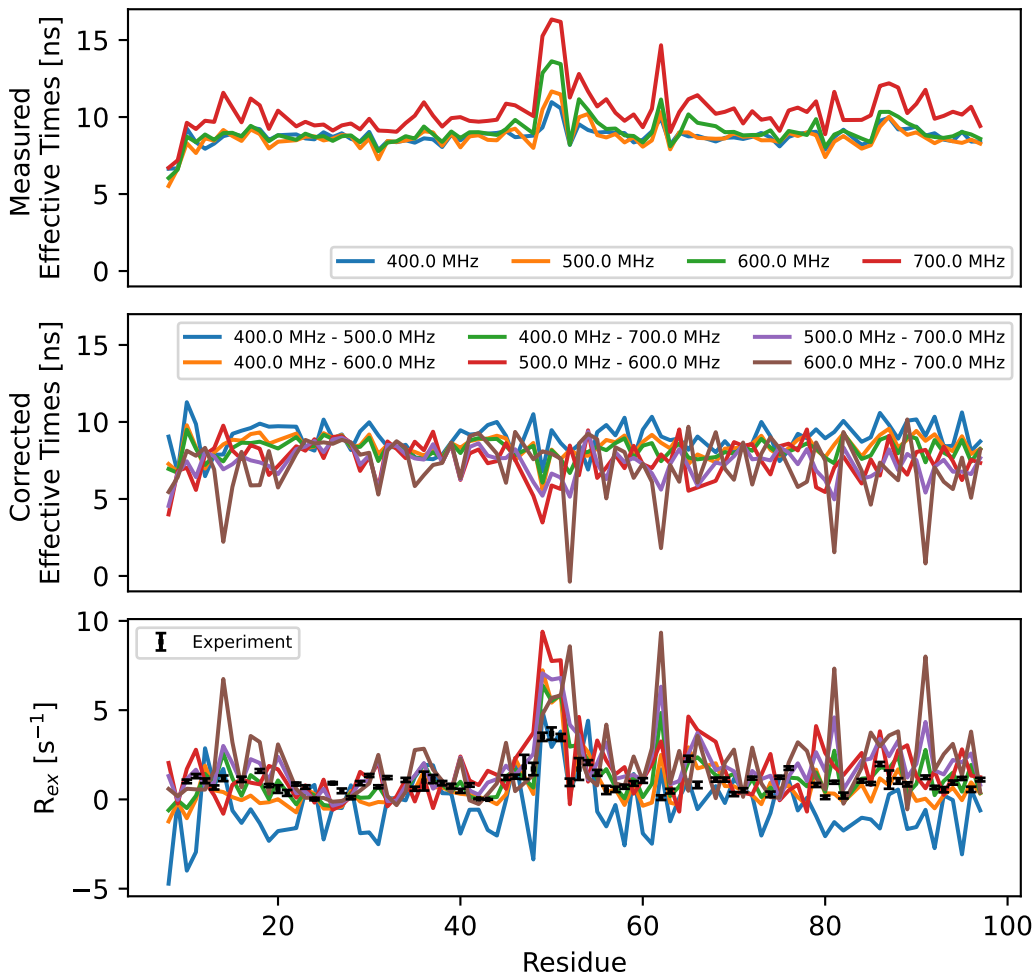 Measured
Effective Times [ns]
15
10
5
0
400.0 MHz 500.0 MHz 600.0 MHz 700.0 MHz
Corrected
Effective Times [ns]
15
10
5
0
400.0 MHz - 500.0 MHz 400.0 MHz - 700.0 MHz 500.0 MHz - 700.0 MHz
400.0 MHz - 600.0 MHz 500.0 MHz - 600.0 MHz 600.0 MHz - 700.0 MHz
R_{ex} [s^{−1}]
10
5
0
−5
Experiment
20 40 60 80 100
Residue